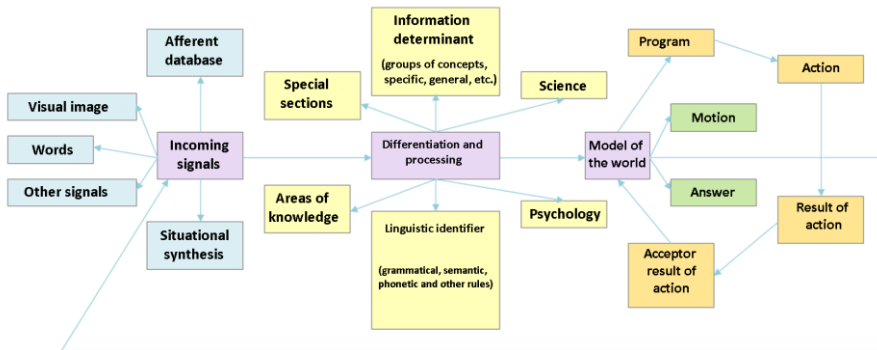 Afferent
database
Visual image
Words
Other signals
Incoming
signals
Situational
synthesis
Information
determinant
(groups of concepts,
specific, general, etc.)
Special
sections
Science
Differentiation and
processing
Areas of
knowledge
Linguistic identifier
(grammatical, semantic,
phonetic and other rules)
Psychology
Program
Action
Motion
Model of
the world
Answer
Result of
action
Acceptor
result of
action